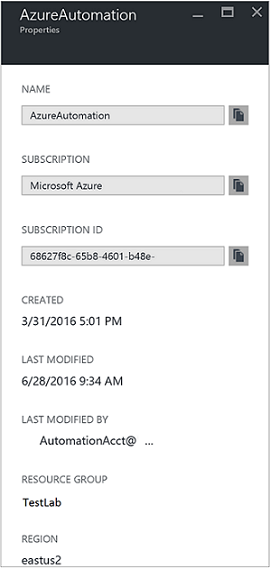 AzureAutomation
Properties
NAME
AzureAutomation
SUBSCRIPTION
Microsoft Azure
SUBSCRIPTION ID
68627f8c-65b8-4601-b48e-
CREATED
3/31/2016 5:01 PM
LAST MODIFIED
6/28/2016 9:34 AM
LAST MODIFIED BY
AutomationAcct@ ...
RESOURCE GROUP
TestLab
REGION
eastus2